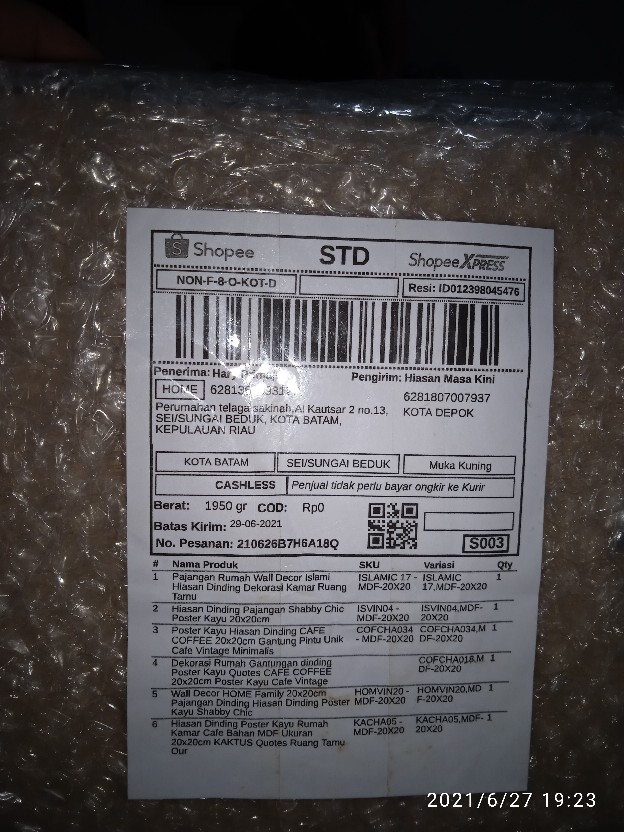 Shopee
STD
Shopee XPRESS
NON-F-8-O-KOT-D
Resi: ID012398045476
Penerima:
Pengirim: Hiasan Masa Kini
HOME
6281807007937
KOTA DEPOK
Perumahan telaga sakinah,Al Kautsar 2 no.13,
SEI/SUNGAI BEDUK, KOTA BATAM,
KEPULAUAN RIAU
KOTA BATAM
SEI/SUNGAI BEDUK
Muka Kuning
CASHLESS
Penjual tidak perlu bayar ongkir ke Kurir
Berat: 1950 gr COD: Rp0
Batas Kirim: 29-06-2021
No. Pesanan: 210626B7H6A18Q
S003
# Nama Produk SKU Variasi Qty
1 Pajangan Rumah Wall Decor Islami ISLAMIC 17 - ISLAMIC 1
Hiasan Dinding Dekorasi Kamar Ruang MDF-20X20 17,MDF-20X20
Tamu
2 Hiasan Dinding Pajangan Shabby Chic ISVIN04 - ISVIN04,MDF- 1
Poster Kayu 20x20cm MDF-20X20 20X20
3 Poster Kayu Hiasan Dinding CAFE COFCHA034 COFCHA034,M 1
COFFEE 20x20cm Gantung Pintu Unik - MDF-20X20 DF-20X20
Cafe Vintage Minimalis
4 Dekorasi Rumah Gantungan dinding COFCHA018,M 1
Poster Kayu Quotes CAFE COFFEE DF-20X20
20x20cm Poster Kayu Cafe Vintage
5 Wall Decor HOME Family 20x20cm HOMVIN20 - HOMVIN20,MD 1
Pajangan Dinding Hiasan Dinding Poster MDF-20X20 F-20X20
Kayu Shabby Chic
6 Hiasan Dinding Poster Kayu Rumah KACHA05 - KACHA05,MDF- 1
Kamar Cafe Bahan MDF Ukuran MDF-20X20 20X20
20x20cm KAKTUS Quotes Ruang Tamu
Our
2021/6/27 19:23